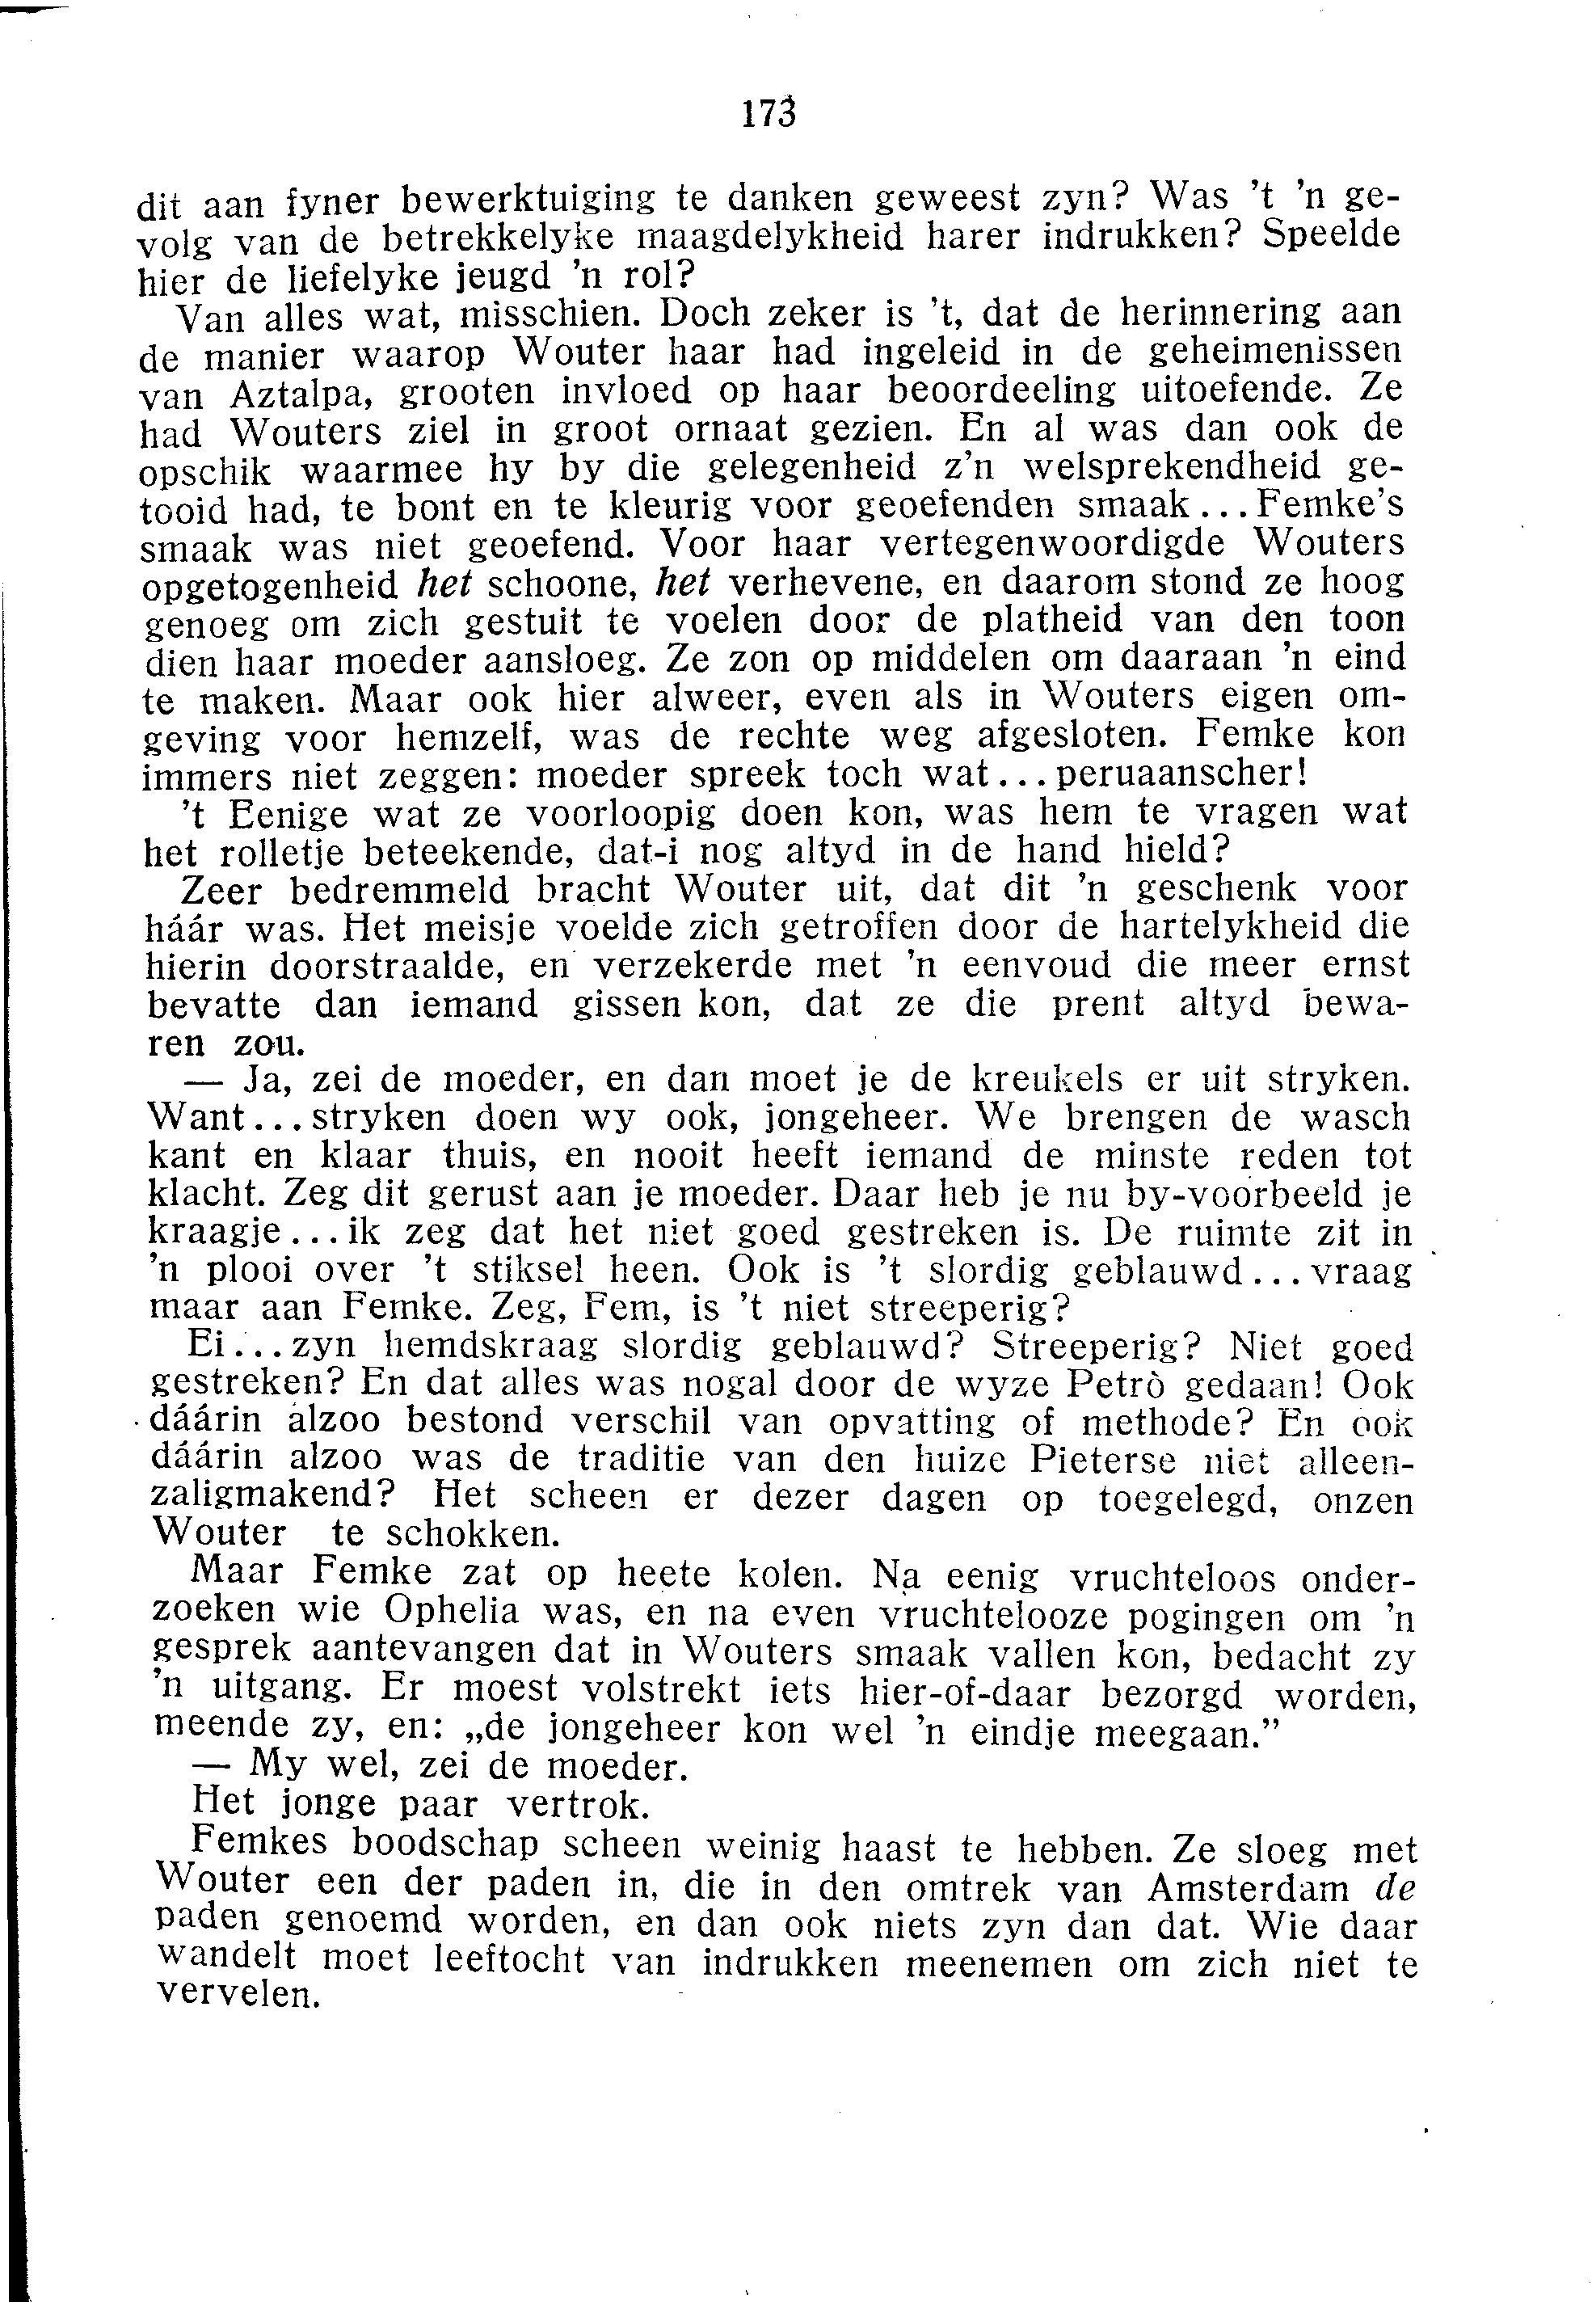 173
dit aan fyner bewerktuiging te danken geweest zyn? Was 't 'n ge-
volg van de betrekkelyke maagdelykheid harer indrukken? Speelde
hier de liefelyke jeugd 'n rol?
Van alles wat, misschien. Doch zeker is 't, dat de herinnering aan
de manier waarop Wouter haar had ingeleid in de geheimenissen
van Aztalpa, grooten invloed op haar beoordeeling uitoefende. Ze
had Wouters ziel in groot ornaat gezien. En al was dan ook de
opschik waarmee hy by die gelegenheid z'n welsprekendheid ge-
tooid had, te bont en te kleurig voor geoefenden smaak... Femke's
smaak was niet geoefend. Voor haar vertegenwoordigde Wouters
opgetogenheid het schoone, het verhevene, en daarom stond ze hoog
genoeg om zich gestuit te voelen door de platheid van den toon
dien haar moeder aansloeg. Ze zon op middelen om daaraan 'n eind
te maken. Maar ook hier alweer, even als in Wouters eigen om-
geving voor hemzelf, was de rechte weg afgesloten. Femke kon
immers niet zeggen: moeder spreek toch wat... peruaanscher!
't Eenige wat ze voorloopig doen kon, was hem te vragen wat
het rolletje beteekende, dat-i nog altyd in de hand hield?
Zeer bedremmeld bracht Wouter uit, dat dit 'n geschenk voor
háár was. Het meisje voelde zich getroffen door de hartelykheid die
hierin doorstraalde, en verzekerde met 'n eenvoud die meer ernst
bevatte dan iemand gissen kon, dat ze die prent altyd bewa-
ren zou.
— Ja, zei de moeder, en dan moet je de kreukels er uit stryken.
Want... stryken doen wy ook, jongeheer. We brengen de wasch
kant en klaar thuis, en nooit heeft iemand de minste reden tot
klacht. Zeg dit gerust aan je moeder. Daar heb je nu by-voorbeeld je
kraagje... ik zeg dat het niet goed gestreken is. De ruimte zit in
'n plooi over 't stiksel heen. Ook is 't slordig geblauwd... vraag
maar aan Femke. Zeg, Fem, is 't niet streeperig?
Ei... zyn hemdskraag slordig geblauwd? Streeperig? Niet goed
gestreken? En dat alles was nogal door de wyze Petrò gedaan! Ook
dáárin alzoo bestond verschil van opvatting of methode? En ook
dáárin alzoo was de traditie van den huize Pieterse niet alleen-
zaligmakend? Het scheen er dezer dagen op toegelegd, onzen
Wouter te schokken.
Maar Femke zat op heete kolen. Na eenig vruchteloos onder-
zoeken wie Ophelia was, en na even vruchtelooze pogingen om 'n
gesprek aantevangen dat in Wouters smaak vallen kon, bedacht zy
'n uitgang. Er moest volstrekt iets hier-of-daar bezorgd worden,
meende zy, en: „de jongeheer kon wel 'n eindje meegaan.”
— My wel, zei de moeder.
Het jonge paar vertrok.
Femkes boodschap scheen weinig haast te hebben. Ze sloeg met
Wouter een der paden in, die in den omtrek van Amsterdam de
paden genoemd worden, en dan ook niets zyn dan dat. Wie daar
wandelt moet leeftocht van indrukken meenemen om zich niet te
vervelen.